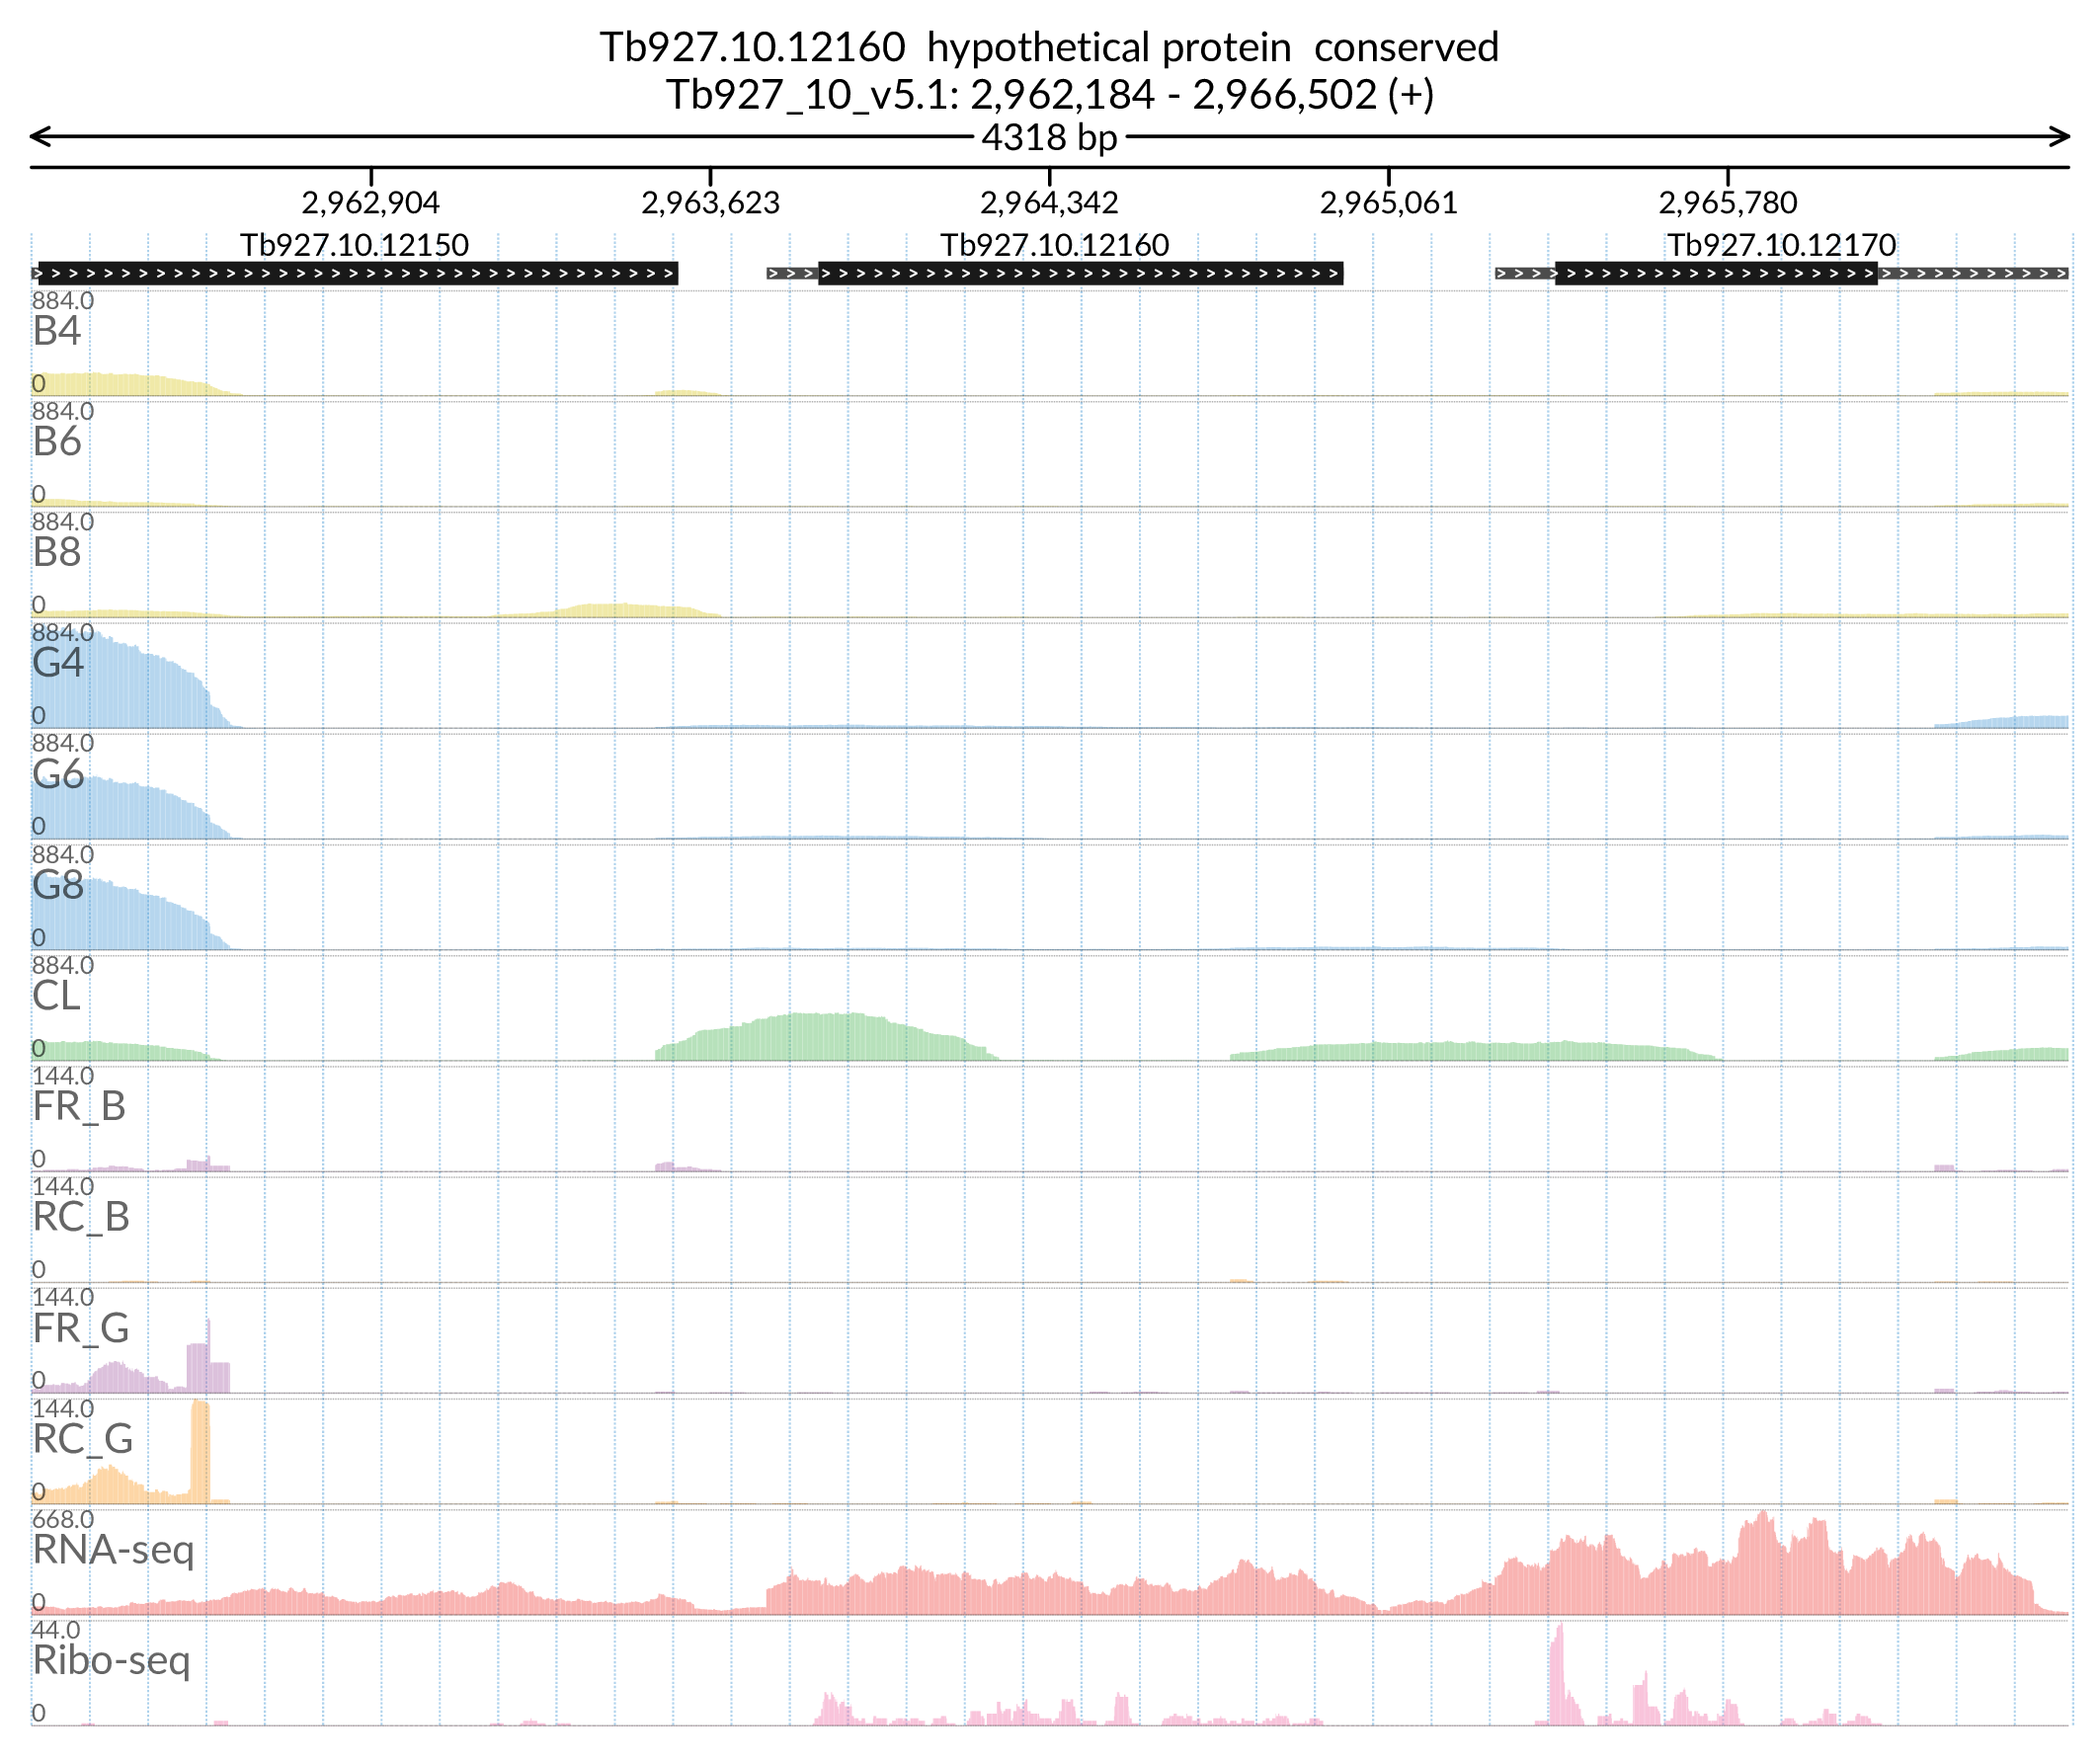 Tb927.10.12160 hypothetical protein conserved
Tb927_10_v5.1: 2,962,184 - 2,966,502 (+)
4318 bp
2,962,904 2,963,623 2,964,342 2,965,061 2,965,780
Tb927.10.12150 Tb927.10.12160 Tb927.10.12170
884.0
B4
0
884.0
B6
0
884.0
B8
0
884.0
G4
0
884.0
G6
0
884.0
G8
0
884.0
CL
0
144.0
FR_B
0
144.0
RC_B
0
144.0
FR_G
0
144.0
RC_G
0
668.0
RNA-seq
0
44.0
Ribo-seq
0